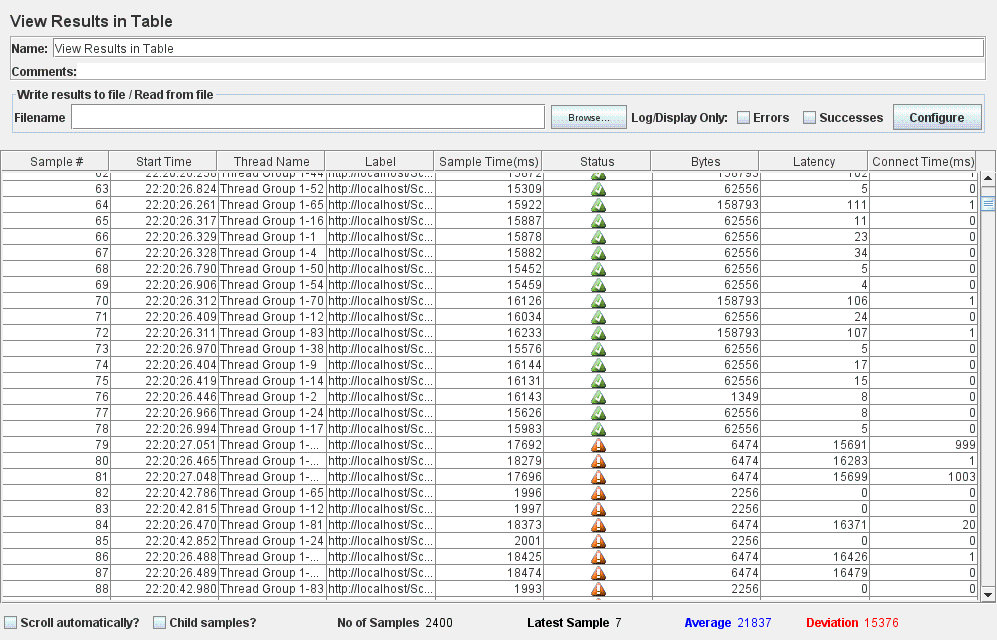 View Results in Table
Name: View Results in Table
Comments:
Write results to file / Read from file
Filename Browse... Log/Display Only: Errors Successes Configure
Sample # Start Time Thread Name Label Sample Time(ms) Status Bytes Latency Connect Time(ms)
62 22:20:26.258 Thread Group 1-44 http://localhost/Sc... 15872 158793 102 1
63 22:20:26.824 Thread Group 1-52 http://localhost/Sc... 15309 62556 5 0
64 22:20:26.261 Thread Group 1-65 http://localhost/Sc... 15922 158793 111 1
65 22:20:26.317 Thread Group 1-16 http://localhost/Sc... 15887 62556 11 0
66 22:20:26.329 Thread Group 1-1 http://localhost/Sc... 15878 62556 23 0
67 22:20:26.328 Thread Group 1-4 http://localhost/Sc... 15882 62556 34 0
68 22:20:26.790 Thread Group 1-50 http://localhost/Sc... 15452 62556 5 0
69 22:20:26.906 Thread Group 1-54 http://localhost/Sc... 15459 62556 4 0
70 22:20:26.312 Thread Group 1-70 http://localhost/Sc... 16126 158793 106 1
71 22:20:26.409 Thread Group 1-12 http://localhost/Sc... 16034 62556 24 0
72 22:20:26.311 Thread Group 1-83 http://localhost/Sc... 16233 158793 107 1
73 22:20:26.970 Thread Group 1-38 http://localhost/Sc... 15576 62556 5 0
74 22:20:26.404 Thread Group 1-9 http://localhost/Sc... 16144 62556 17 0
75 22:20:26.419 Thread Group 1-14 http://localhost/Sc... 16131 62556 15 0
76 22:20:26.446 Thread Group 1-2 http://localhost/Sc... 16143 1349 8 0
77 22:20:26.966 Thread Group 1-24 http://localhost/Sc... 15626 62556 8 0
78 22:20:26.994 Thread Group 1-17 http://localhost/Sc... 15983 62556 5 0
79 22:20:27.051 Thread Group 1-... http://localhost/Sc... 17692 6474 15691 999
80 22:20:26.465 Thread Group 1-... http://localhost/Sc... 18279 6474 16283 1
81 22:20:27.048 Thread Group 1-... http://localhost/Sc... 17696 6474 15699 1003
82 22:20:42.786 Thread Group 1-65 http://localhost/Sc... 1996 2256 0 0
83 22:20:42.815 Thread Group 1-12 http://localhost/Sc... 1997 2256 0 0
84 22:20:26.470 Thread Group 1-81 http://localhost/Sc... 18373 6474 16371 20
85 22:20:42.852 Thread Group 1-24 http://localhost/Sc... 2001 2256 0 0
86 22:20:26.488 Thread Group 1-... http://localhost/Sc... 18425 6474 16426 1
87 22:20:26.489 Thread Group 1-... http://localhost/Sc... 18474 6474 16479 0
88 22:20:42.980 Thread Group 1-83 http://localhost/Sc... 1993 2256 0 0
Scroll automatically? Child samples? No of Samples 2400 Latest Sample 7 Average 21837 Deviation 15376